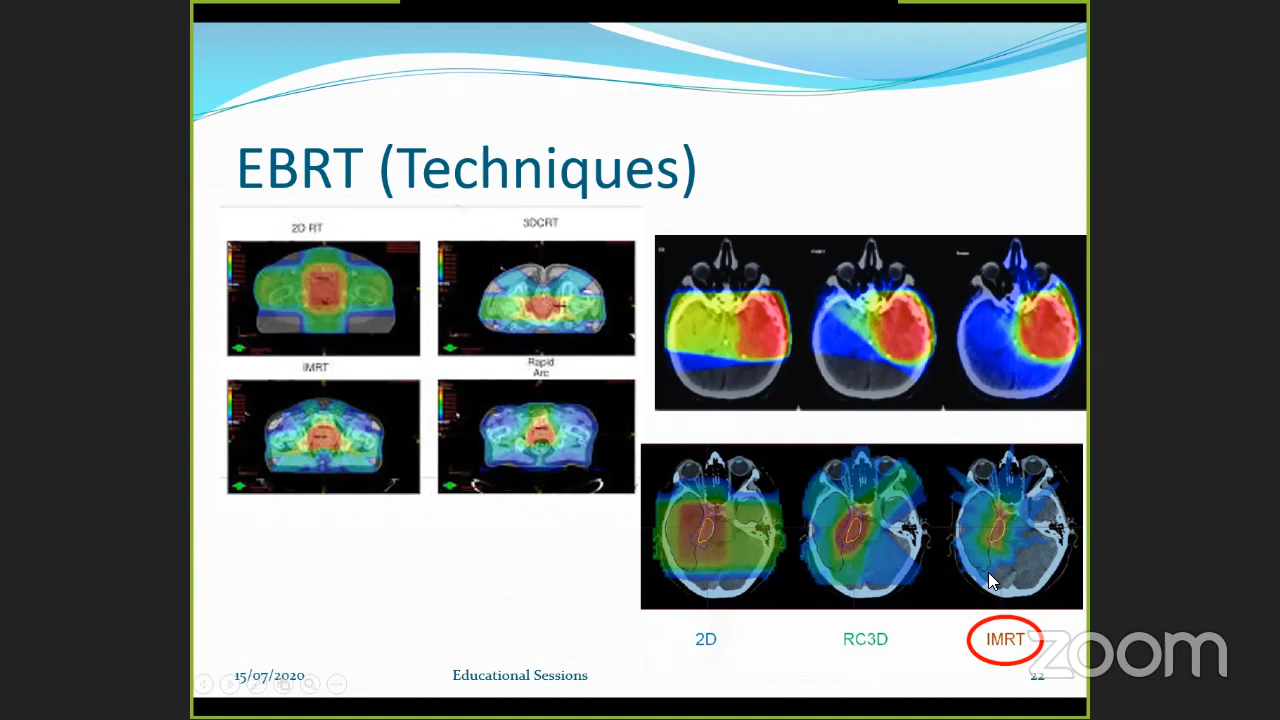 EBRT (Techniques)
2D RT
3DCRT
IMRT
Rapid
Arc
2D
RC3D
IMRT
15/07/2020
Educational Sessions
22
zoom